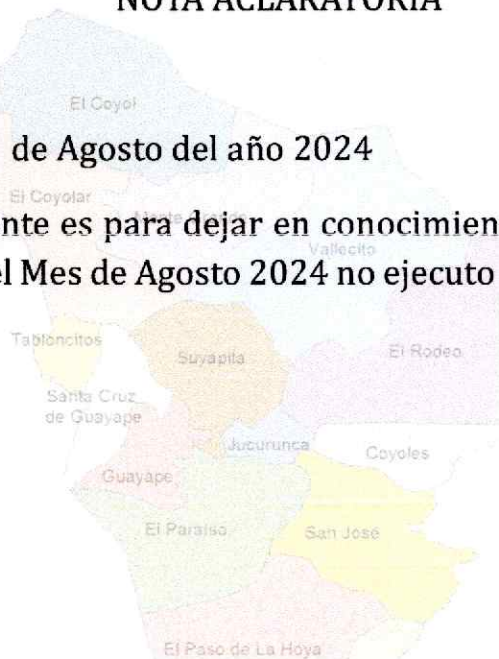 NOTA ACLARATORIA
El Coyol
de Agosto del año 2024
El Coyolar
Monte Grande
nte es para dejar en conocimien
Vallecito
el Mes de Agosto 2024 no ejecuto
Tabloncitos
Suyapita
El Rodeo
Santa Cruz
de Guayape
Jucurunca
Coyoles
Guayape
El Paraiso
San José
El Paso de La Hoya